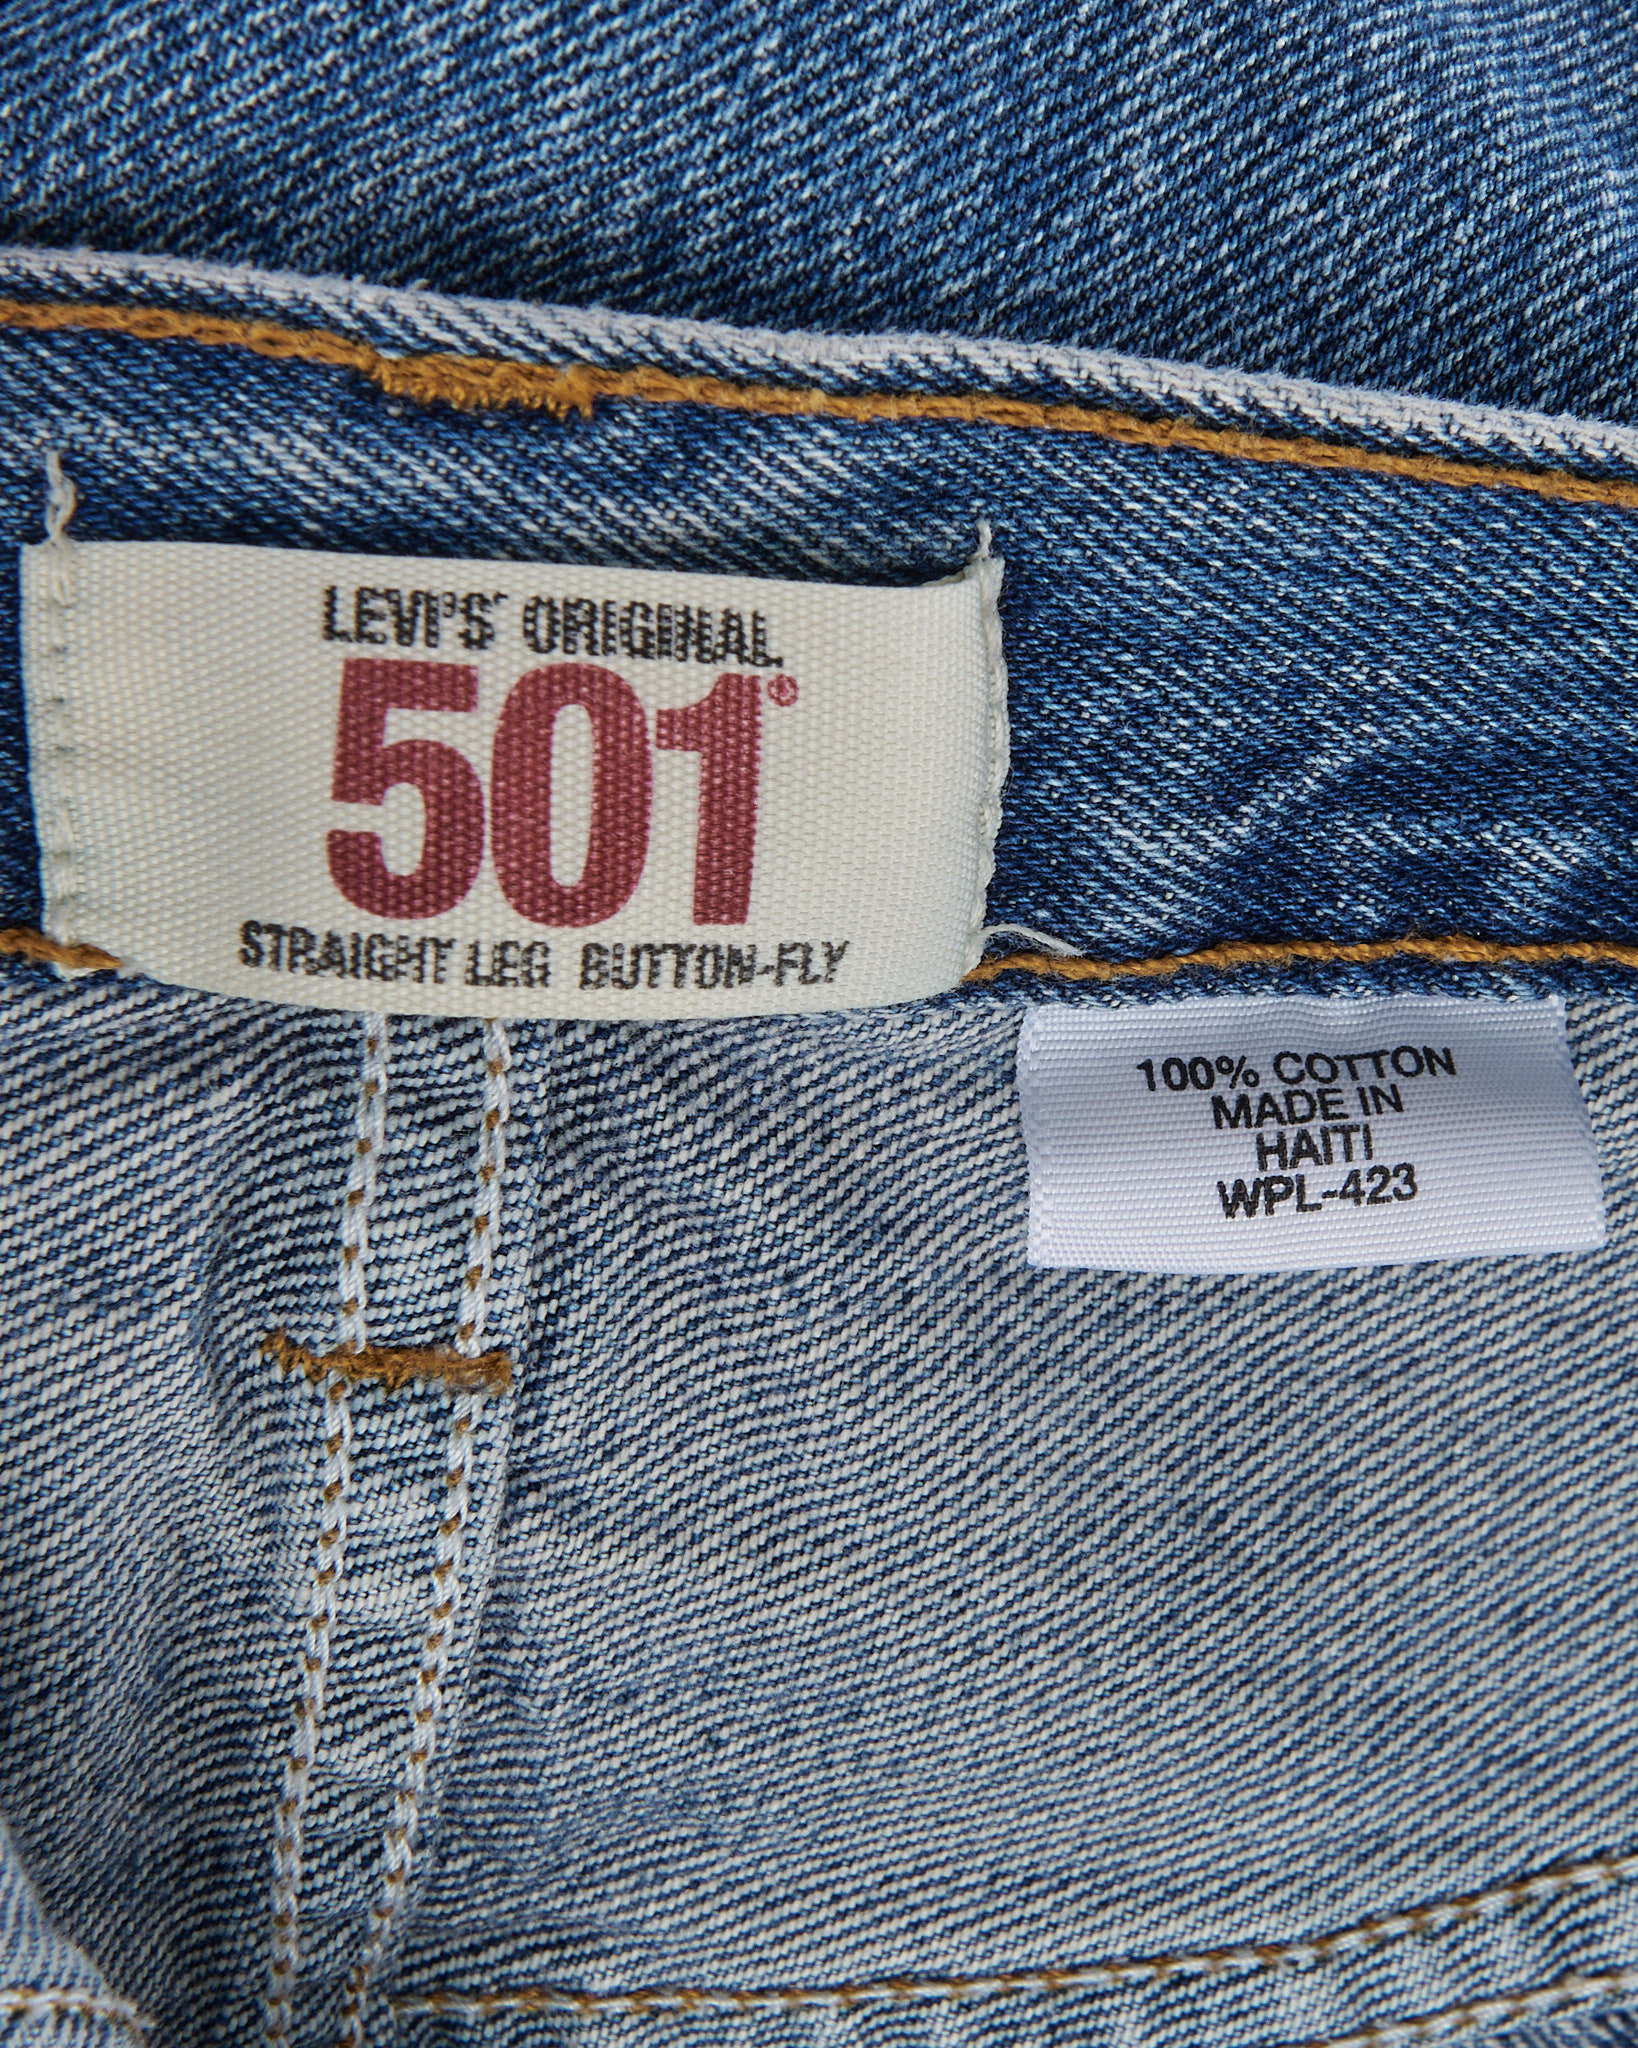 LEVI'S® ORIGINAL
501®
STRAIGHT LEG BUTTON-FLY
100% COTTON
MADE IN
HAITI
WPL-423